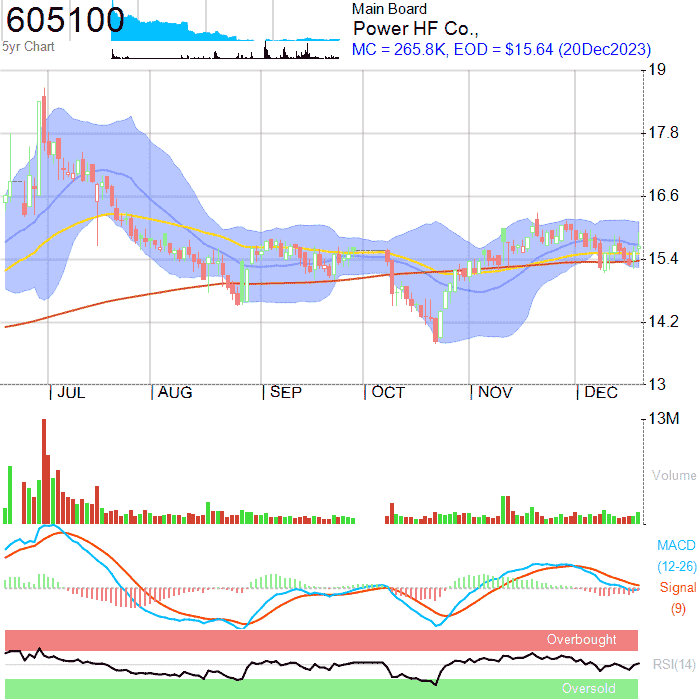 605100
5yr Chart
Main Board
Power HF Co.,
MC = 265.8K, EOD = $15.64 (20Dec2023)
19
17.8
16.6
15.4
14.2
13
JUL AUG SEP OCT NOV DEC
13M
Volume
MACD
(12-26)
Signal
(9)
Overbought
RSI(14)
Oversold